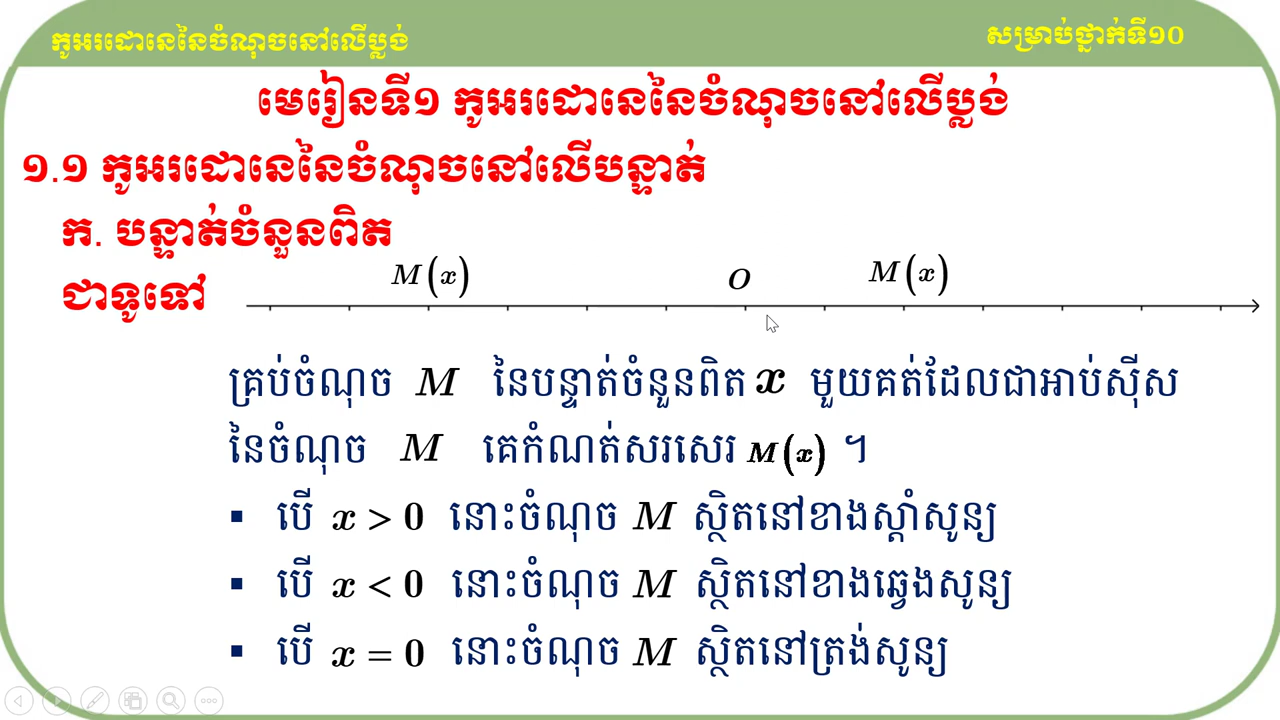 កូអរដោនេនៃចំណុចនៅលើប្លង់
សម្រាប់ថ្នាក់ទី១០
មេរៀនទី១ កូអរដោនេនៃចំណុចនៅលើប្លង់
១.១ កូអរដោនេនៃចំណុចនៅលើបន្ទាត់
ក. បន្ទាត់ចំនួនពិត
ជាទូទៅ M(x) O M(x)
គ្រប់ចំណុច M នៃបន្ទាត់ចំនួនពិត x មួយគត់ដែលជាអាប់ស៊ីស
នៃចំណុច M គេកំណត់សរសេរ M(x) ។
▪ បើ x > 0 នោះចំណុច M ស្ថិតនៅខាងស្ដាំសូន្យ
▪ បើ x < 0 នោះចំណុច M ស្ថិតនៅខាងឆ្វេងសូន្យ
▪ បើ x = 0 នោះចំណុច M ស្ថិតនៅត្រង់សូន្យ